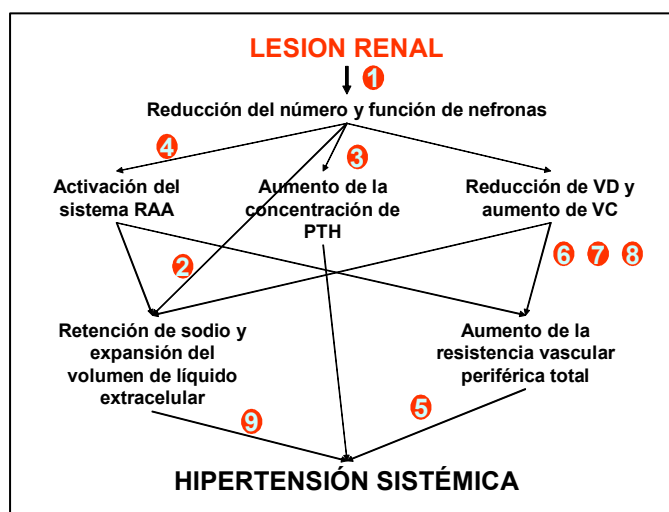 LESION RENAL
1
Reducción del número y función de nefronas
4
3
Activación del
sistema RAA
Aumento de la
concentración de
PTH
Reducción de VD y
aumento de VC
2
6 7 8
Retención de sodio y
expansión del
volumen de líquido
extracelular
Aumento de la
resistencia vascular
periférica total
9
5
HIPERTENSIÓN SISTÉMICA